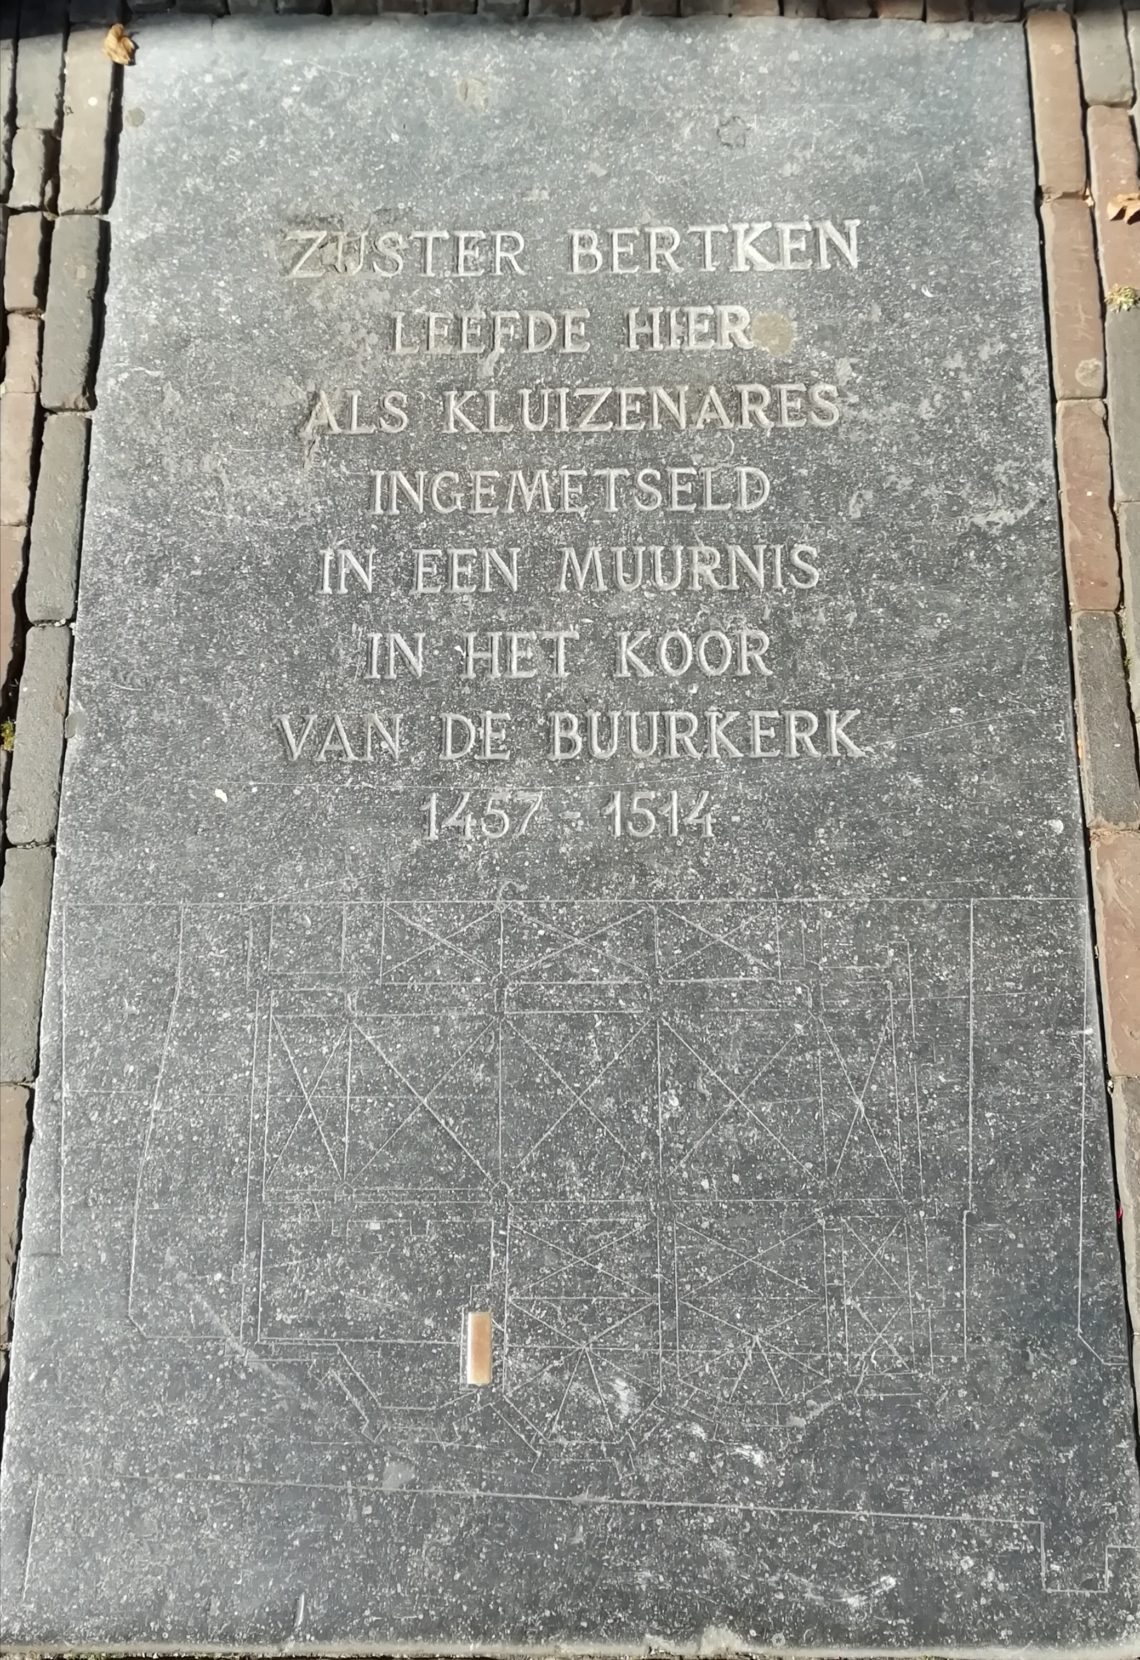 ZUSTER BERTKEN
LEEFDE HIER
ALS KLUIZENARES
INGEMETSELD
IN EEN MUURNIS
IN HET KOOR
VAN DE BUURKERK
1457 - 1514